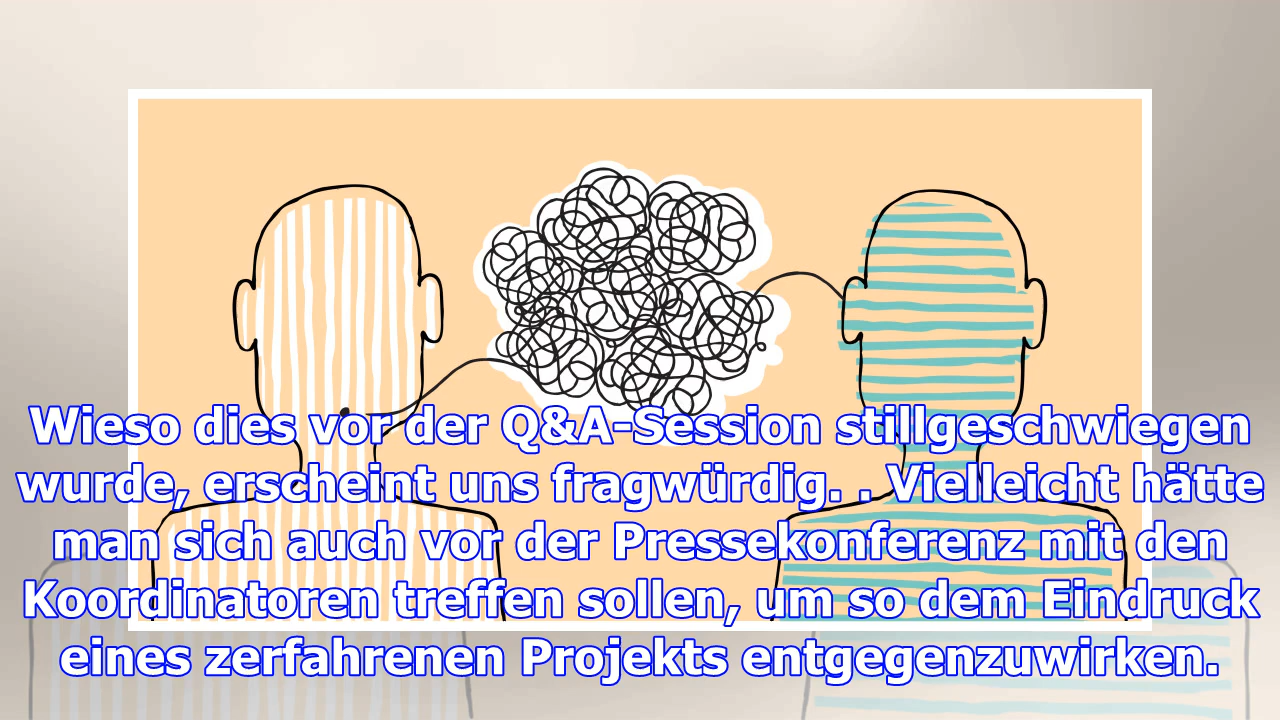 Wieso dies vor der Q&A-Session stillgeschwiegen
wurde, erscheint uns fragwürdig. . Vielleicht hätte
man sich auch vor der Pressekonferenz mit den
Koordinatoren treffen sollen, um so dem Eindruck
eines zerfahrenen Projekts entgegenzuwirken.